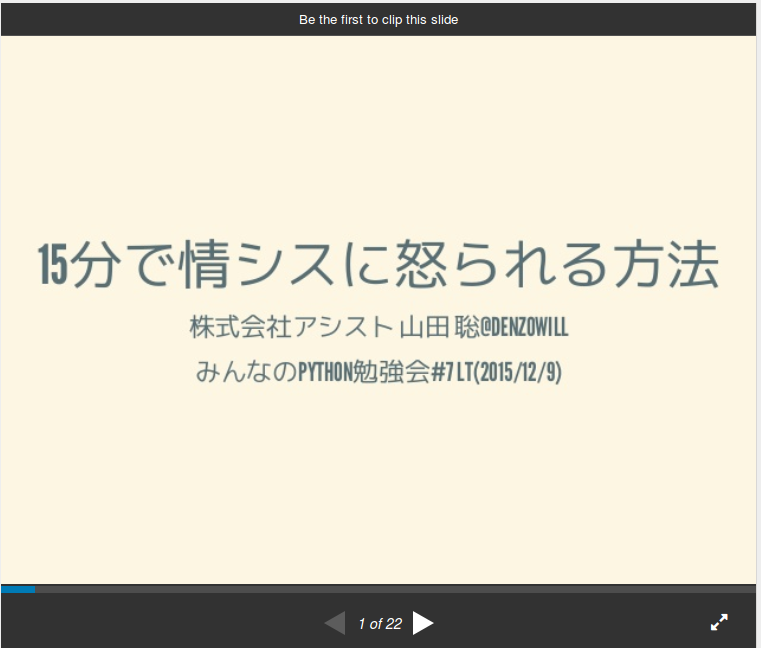 Be the first to clip this slide
15分で情シスに怒られる方法
株式会社アシスト 山田 聡@DENZOWILL
みんなのPYTHON勉強会#7 LT(2015/12/9)
1 of 22